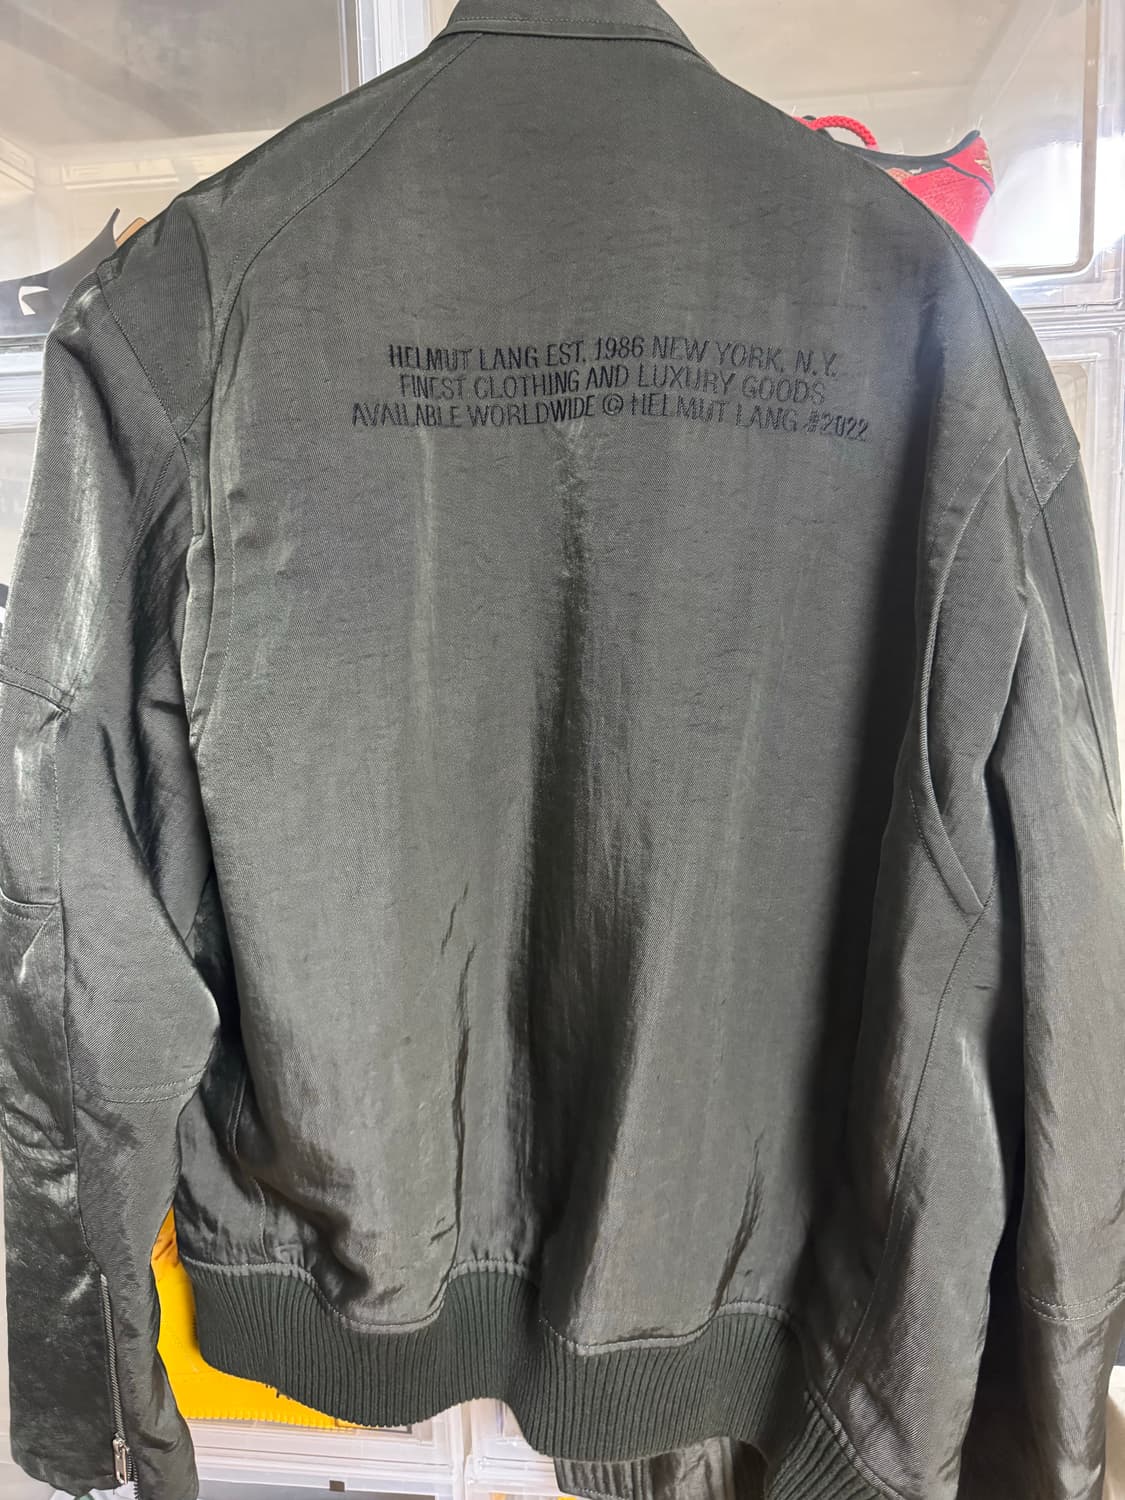 HELMUT LANG EST. 1986 NEW YORK, N.Y.
FINEST CLOTHING AND LUXURY GOODS
AVAILABLE WORLDWIDE © HELMUT LANG #2022